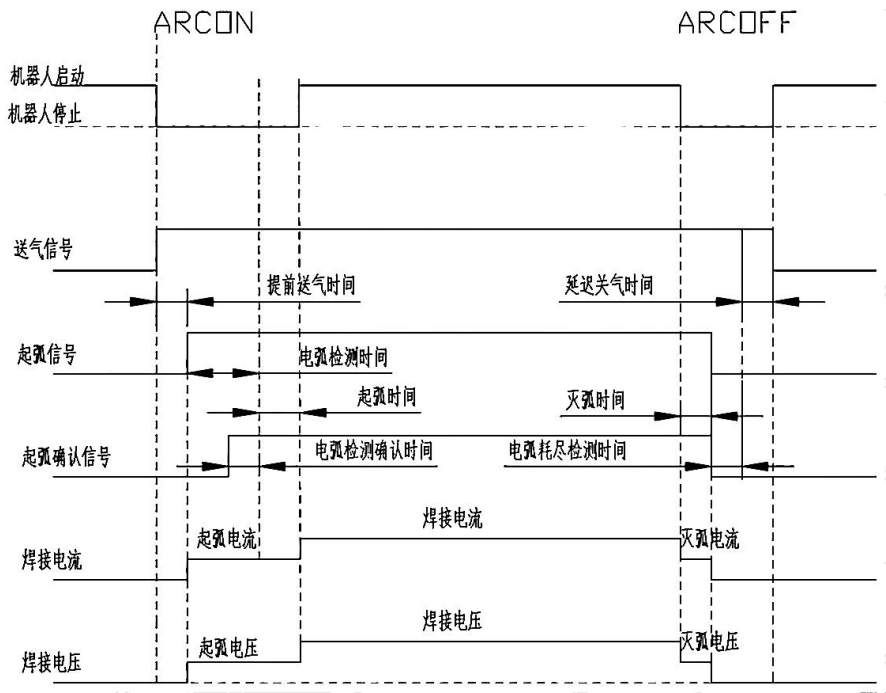 ARCON
ARCOFF
机器人启动
机器人停止
送气信号
提前送气时间
延迟关气时间
起弧信号
电弧检测时间
起弧时间
灭弧时间
起弧确认信号
电弧检测确认时间
电弧耗尽检测时间
焊接电流
起弧电流
焊接电流
灭弧电流
焊接电压
起弧电压
焊接电压
灭弧电压